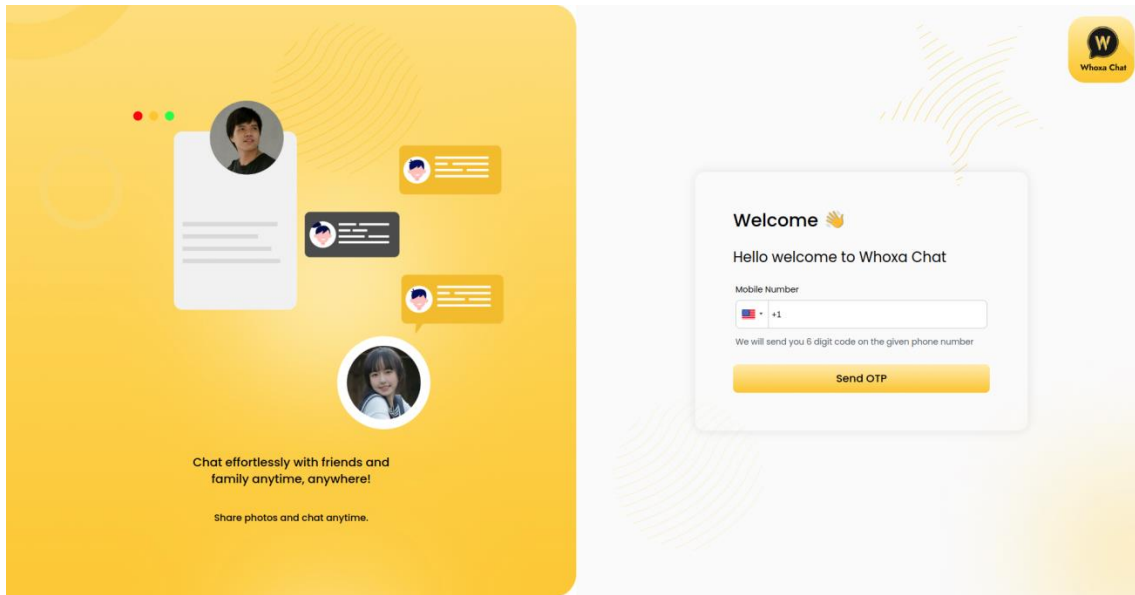 Chat effortlessly with friends and
family anytime, anywhere!
Share photos and chat anytime.
W
Whoxa Chat
Welcome 👋
Hello welcome to Whoxa Chat
Mobile Number
+1
We will send you 6 digit code on the given phone number
Send OTP